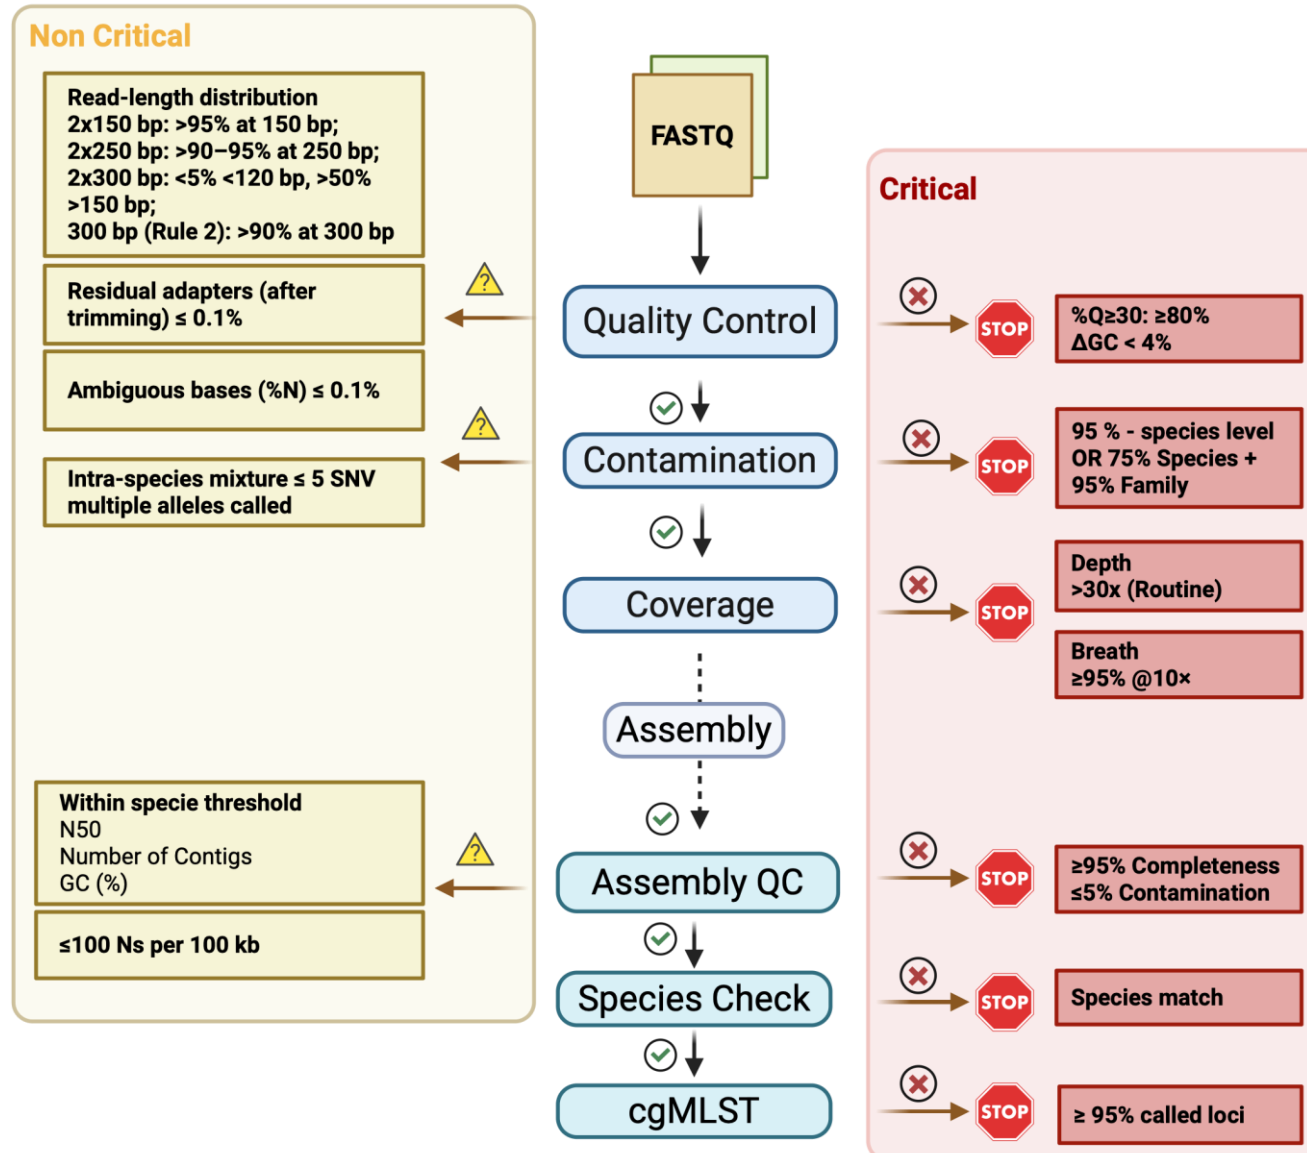 Non Critical
Read-length distribution
2x150 bp: >95% at 150 bp;
2x250 bp: >90–95% at 250 bp;
2x300 bp: <5% <120 bp, >50%
>150 bp;
300 bp (Rule 2): >90% at 300 bp
Residual adapters (after
trimming) ≤ 0.1%
Ambiguous bases (%N) ≤ 0.1%
Intra-species mixture ≤ 5 SNV
multiple alleles called
Within specie threshold
N50
Number of Contigs
GC (%)
≤100 Ns per 100 kb
?
?
?
FASTQ
Quality Control
Contamination
Coverage
Assembly
Assembly QC
Species Check
cgMLST
Critical
STOP
%Q≥30: ≥80%
ΔGC < 4%
STOP
95 % - species level
OR 75% Species +
95% Family
STOP
Depth
>30x (Routine)
Breath
≥95% @10×
STOP
≥95% Completeness
≤5% Contamination
STOP
Species match
STOP
≥ 95% called loci